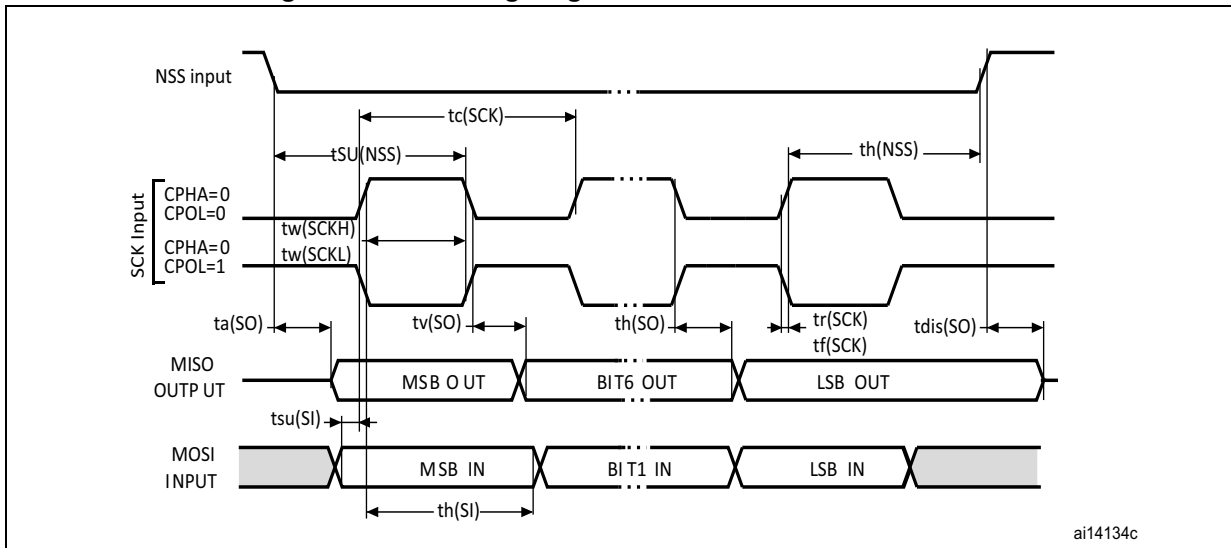 NSS input
tc(SCK)
tSU(NSS)
th(NSS)
SCK Input
CPHA=0
CPOL=0
tw(SCKH)
CPHA=0
tw(SCKL)
CPOL=1
ta(SO)
tv(SO)
th(SO)
tr(SCK)
tf(SCK)
tdis(SO)
MISO
OUTP UT
MSB O UT
BIT6 OUT
LSB OUT
tsu(SI)
MOSI
INPUT
MSB IN
BIT1 IN
LSB IN
th(SI)
ai14134c